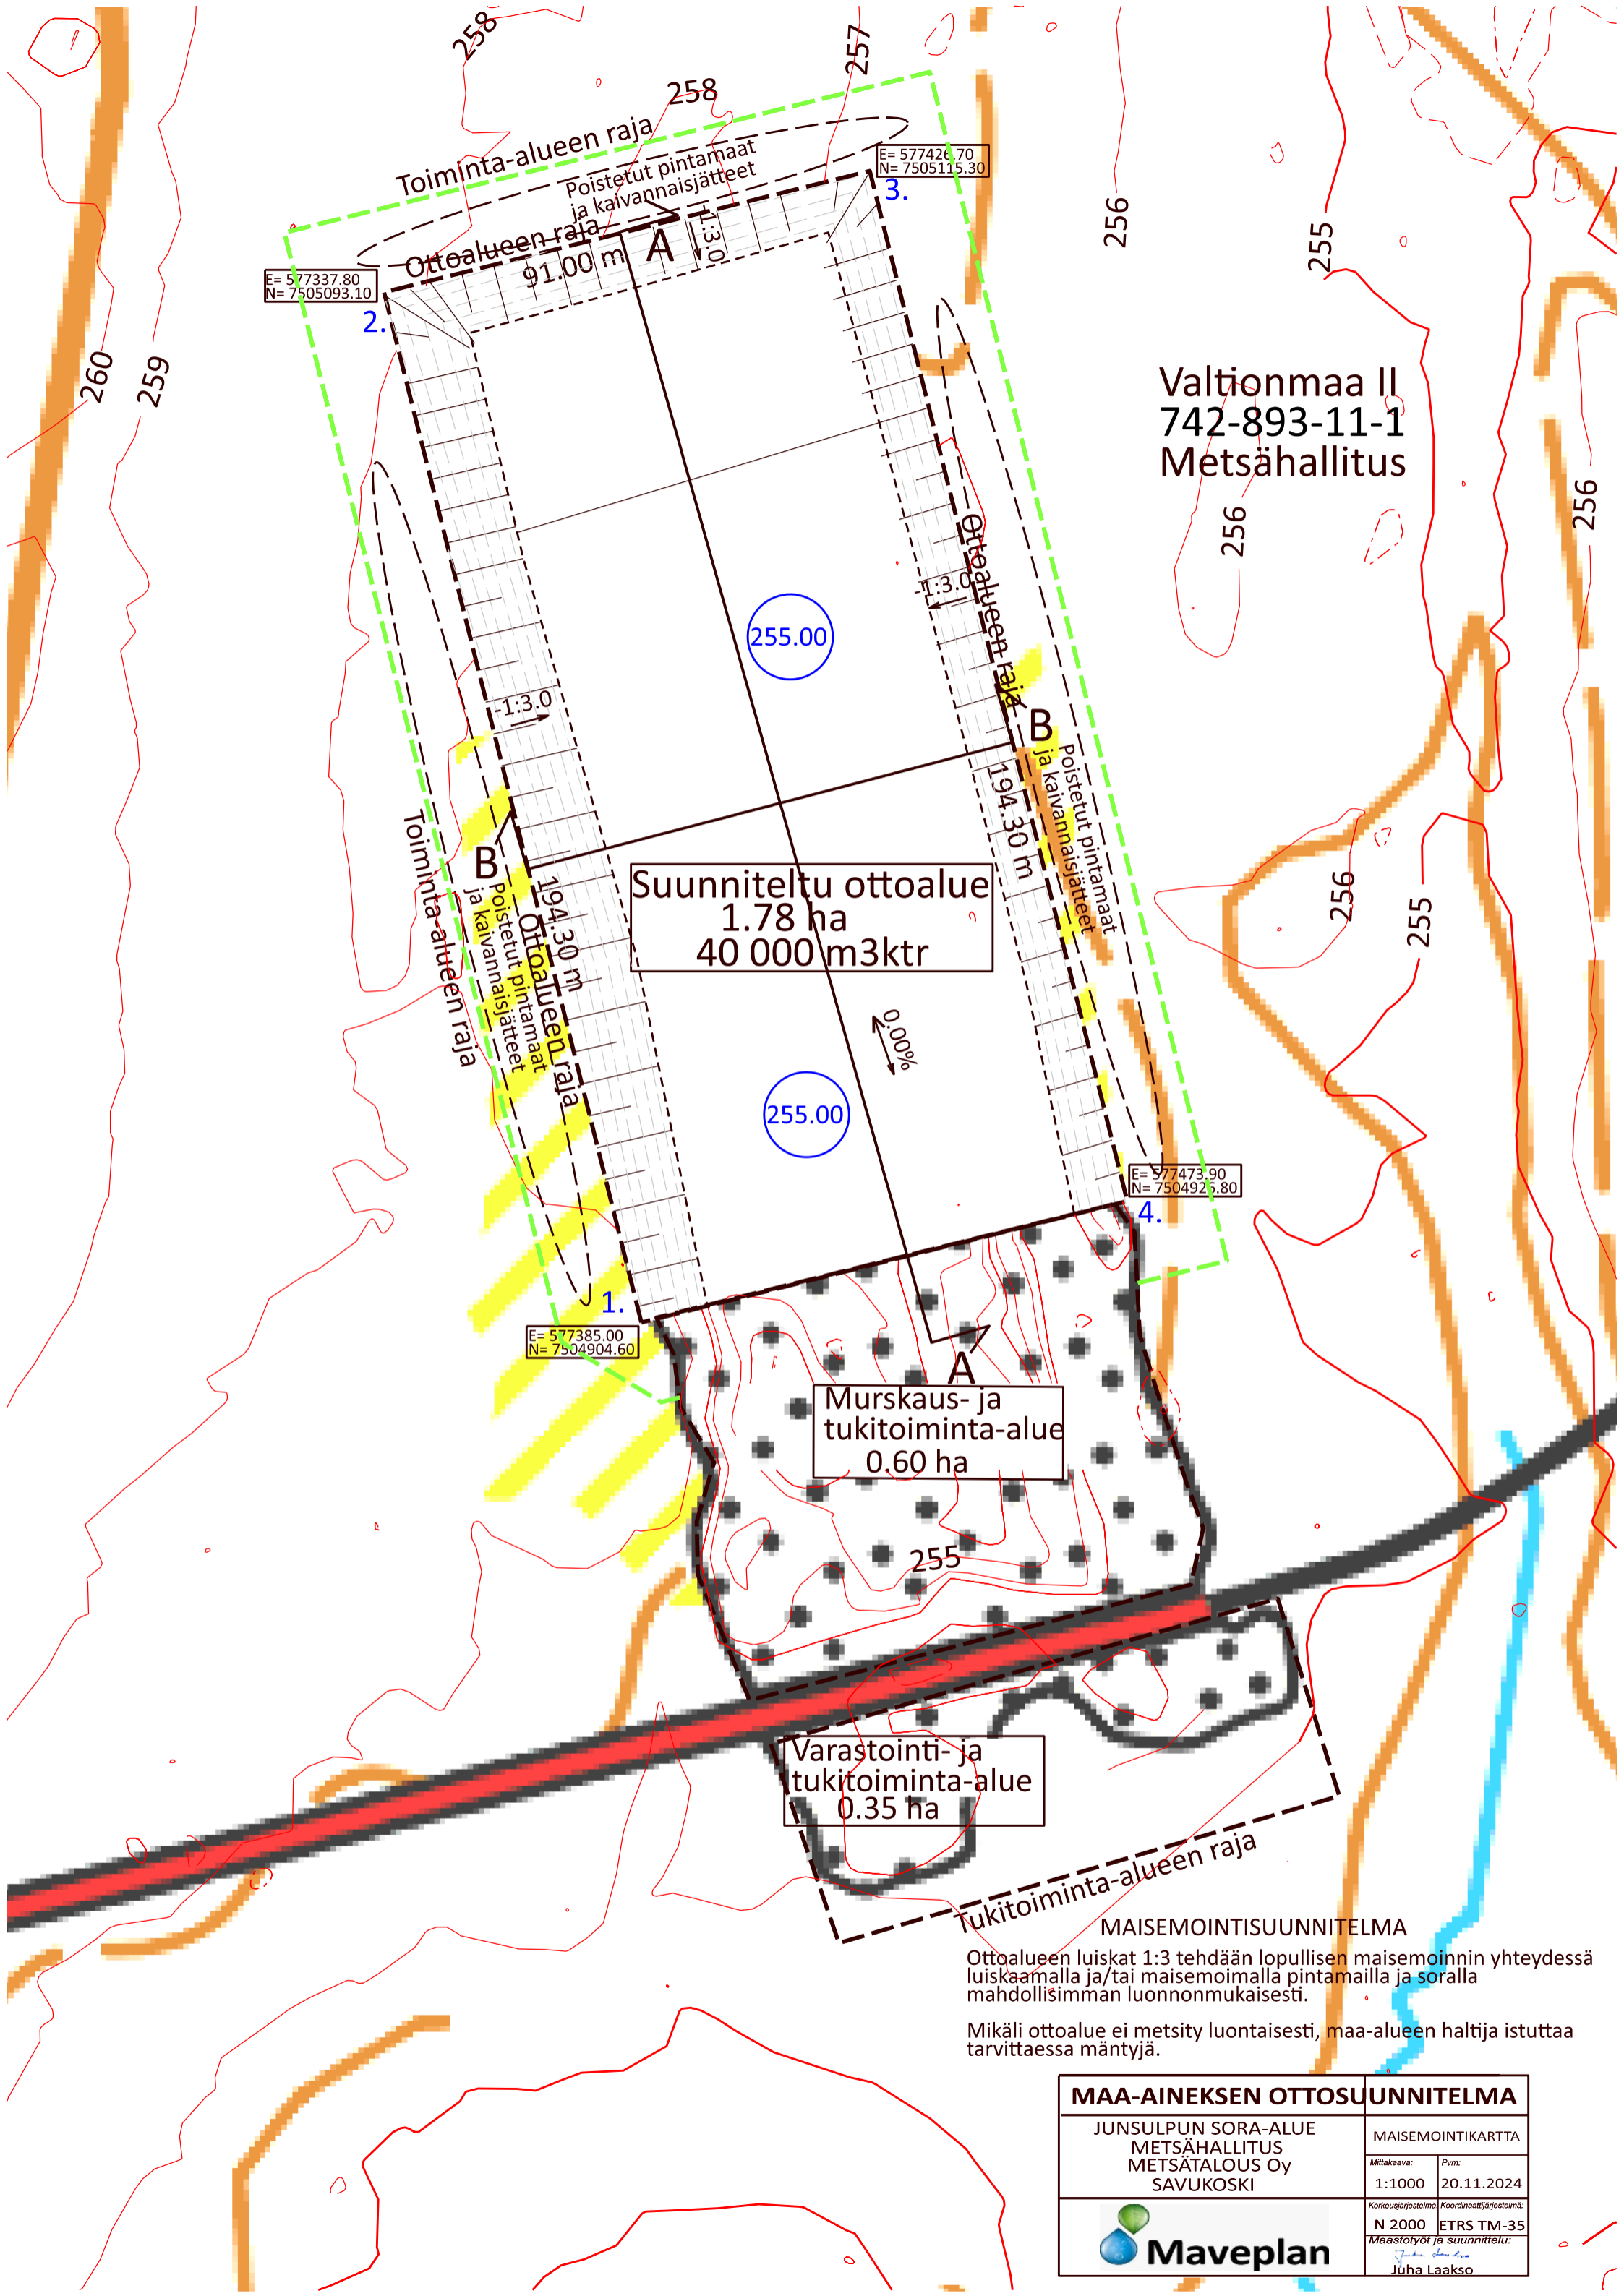 258
257
258
Toiminta-alueen raja
Poistetut pintamaat
ja kaivannaisjätteet
E= 577426.70
N= 7505115.30
3.
Ottoalueen raja
91.00 m
A
-1:3.0
E= 577337.80
N= 7505093.10
2.
256
255
260
259
Valtionmaa II
742-893-11-1
Metsähallitus
256
256
Ottoalueen raja
-1:3.0
255.00
-1:3.0
B
194.30 m
Poistetut pintamaat
ja kaivannaisjätteet
B
Toiminta-alueen raja
Poistetut pintamaat
ja kaivannaisjätteet
Ottoalueen raja
194.30 m
Suunniteltu ottoalue
1.78 ha
40 000 m3ktr
256
255
0.00%
255.00
E= 577473.90
N= 7504926.80
4.
1.
E= 577385.00
N= 7504904.60
A
Murskaus- ja
tukitoiminta-alue
0.60 ha
255
Varastointi- ja
tukitoiminta-alue
0.35 ha
Tukitoiminta-alueen raja
MAISEMOINTISUUNNITELMA
Ottoalueen luiskat 1:3 tehdään lopullisen maisemoinnin yhteydessä
luiskaamalla ja/tai maisemoimalla pintamailla ja soralla
mahdollisimman luonnonmukaisesti.
Mikäli ottoalue ei metsity luontaisesti, maa-alueen haltija istuttaa
tarvittaessa mäntyjä.
MAA-AINEKSEN OTTOSUUNNITELMA
JUNSULPUN SORA-ALUE
METSÄHALLITUS
METSÄTALOUS Oy
SAVUKOSKI
MAISEMOINTIKARTTA
Mittakaava:
Pvm:
1:1000
20.11.2024
Korkeusjärjestelmä:
Koordinaattijärjestelmä:
N 2000
ETRS TM-35
Maastotyöt ja suunnittelu:
Juha Laakso
Juha Laakso
Maveplan